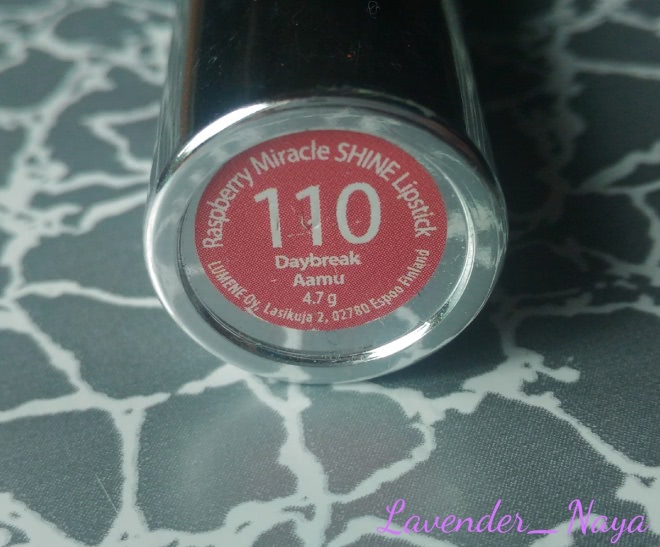 Raspberry Miracle SHINE Lipstick
110
Daybreak
Aamu
4.7 g
LUMENE Oy, Lasikuja 2, 02780 Espoo Finland
Lavender_Naya